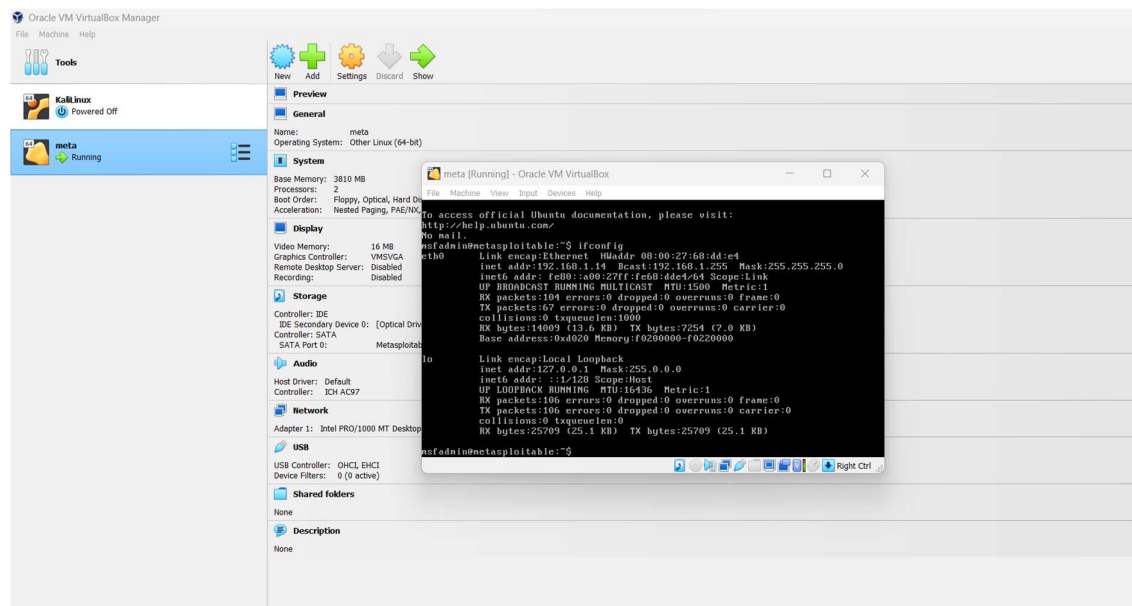 Oracle VM VirtualBox Manager
File Machine Help
Tools
New Add Settings Discard Show
64
KaliLinux
Powered Off
64
meta
Running
Preview
General
Name: meta
Operating System: Other Linux (64-bit)
System
Base Memory: 3810 MB
Processors: 2
Boot Order: Floppy, Optical, Hard Di
Acceleration: Nested Paging, PAE/NX,
Display
Video Memory: 16 MB
Graphics Controller: VMSVGA
Remote Desktop Server: Disabled
Recording: Disabled
Storage
Controller: IDE
IDE Secondary Device 0: [Optical Driv
Controller: SATA
SATA Port 0: Metasploitab
Audio
Host Driver: Default
Controller: ICH AC97
Network
Adapter 1: Intel PRO/1000 MT Desktop
USB
USB Controller: OHCI, EHCI
Device Filters: 0 (0 active)
Shared folders
None
Description
None
meta [Running] - Oracle VM VirtualBox
File Machine View Input Devices Help
To access official Ubuntu documentation, please visit:
http://help.ubuntu.com/
No mail.
msfadmin@metasploitable:~$ ifconfig
eth0 Link encap:Ethernet HWaddr 08:00:27:68:dd:e4
inet addr:192.168.1.14 Bcast:192.168.1.255 Mask:255.255.255.0
inet6 addr: fe80::a00:27ff:fe68:dde4/64 Scope:Link
UP BROADCAST RUNNING MULTICAST MTU:1500 Metric:1
RX packets:104 errors:0 dropped:0 overruns:0 frame:0
TX packets:67 errors:0 dropped:0 overruns:0 carrier:0
collisions:0 txqueuelen:1000
RX bytes:14009 (13.6 KB) TX bytes:7254 (7.0 KB)
Base address:0xd020 Memory:f0200000-f0220000
lo Link encap:Local Loopback
inet addr:127.0.0.1 Mask:255.0.0.0
inet6 addr: ::1/128 Scope:Host
UP LOOPBACK RUNNING MTU:16436 Metric:1
RX packets:106 errors:0 dropped:0 overruns:0 frame:0
TX packets:106 errors:0 dropped:0 overruns:0 carrier:0
collisions:0 txqueuelen:0
RX bytes:25709 (25.1 KB) TX bytes:25709 (25.1 KB)
msfadmin@metasploitable:~$
Right Ctrl